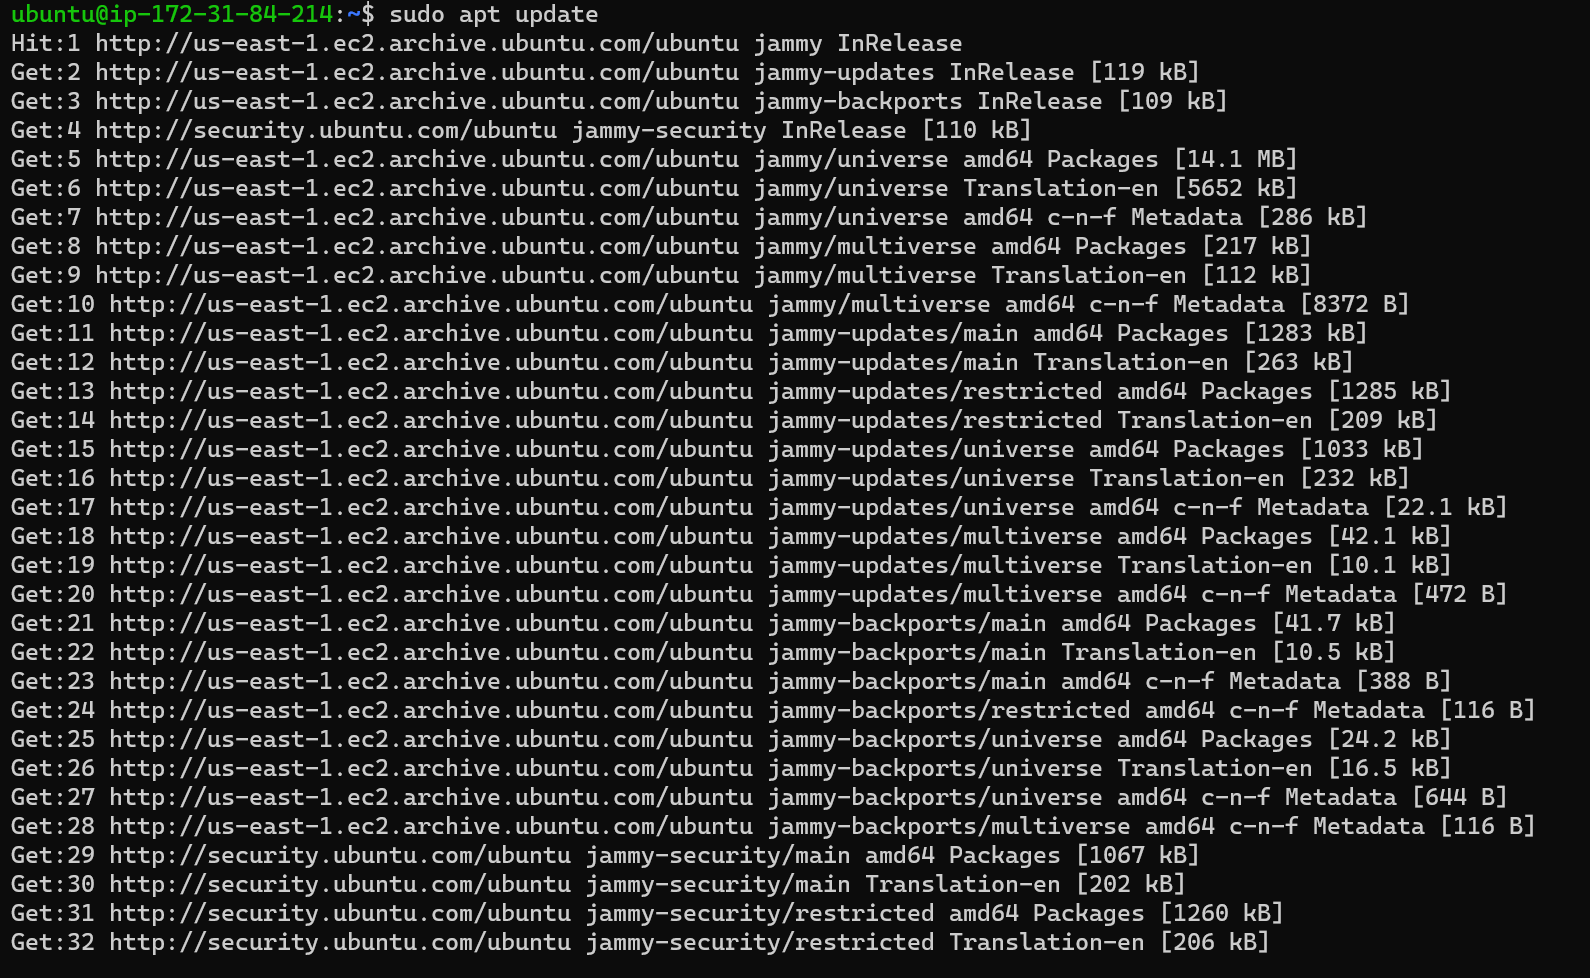 ubuntu@ip-172-31-84-214:~$ sudo apt update
Hit:1 http://us-east-1.ec2.archive.ubuntu.com/ubuntu jammy InRelease
Get:2 http://us-east-1.ec2.archive.ubuntu.com/ubuntu jammy-updates InRelease [119 kB]
Get:3 http://us-east-1.ec2.archive.ubuntu.com/ubuntu jammy-backports InRelease [109 kB]
Get:4 http://security.ubuntu.com/ubuntu jammy-security InRelease [110 kB]
Get:5 http://us-east-1.ec2.archive.ubuntu.com/ubuntu jammy/universe amd64 Packages [14.1 MB]
Get:6 http://us-east-1.ec2.archive.ubuntu.com/ubuntu jammy/universe Translation-en [5652 kB]
Get:7 http://us-east-1.ec2.archive.ubuntu.com/ubuntu jammy/universe amd64 c-n-f Metadata [286 kB]
Get:8 http://us-east-1.ec2.archive.ubuntu.com/ubuntu jammy/multiverse amd64 Packages [217 kB]
Get:9 http://us-east-1.ec2.archive.ubuntu.com/ubuntu jammy/multiverse Translation-en [112 kB]
Get:10 http://us-east-1.ec2.archive.ubuntu.com/ubuntu jammy/multiverse amd64 c-n-f Metadata [8372 B]
Get:11 http://us-east-1.ec2.archive.ubuntu.com/ubuntu jammy-updates/main amd64 Packages [1283 kB]
Get:12 http://us-east-1.ec2.archive.ubuntu.com/ubuntu jammy-updates/main Translation-en [263 kB]
Get:13 http://us-east-1.ec2.archive.ubuntu.com/ubuntu jammy-updates/restricted amd64 Packages [1285 kB]
Get:14 http://us-east-1.ec2.archive.ubuntu.com/ubuntu jammy-updates/restricted Translation-en [209 kB]
Get:15 http://us-east-1.ec2.archive.ubuntu.com/ubuntu jammy-updates/universe amd64 Packages [1033 kB]
Get:16 http://us-east-1.ec2.archive.ubuntu.com/ubuntu jammy-updates/universe Translation-en [232 kB]
Get:17 http://us-east-1.ec2.archive.ubuntu.com/ubuntu jammy-updates/universe amd64 c-n-f Metadata [22.1 kB]
Get:18 http://us-east-1.ec2.archive.ubuntu.com/ubuntu jammy-updates/multiverse amd64 Packages [42.1 kB]
Get:19 http://us-east-1.ec2.archive.ubuntu.com/ubuntu jammy-updates/multiverse Translation-en [10.1 kB]
Get:20 http://us-east-1.ec2.archive.ubuntu.com/ubuntu jammy-updates/multiverse amd64 c-n-f Metadata [472 B]
Get:21 http://us-east-1.ec2.archive.ubuntu.com/ubuntu jammy-backports/main amd64 Packages [41.7 kB]
Get:22 http://us-east-1.ec2.archive.ubuntu.com/ubuntu jammy-backports/main Translation-en [10.5 kB]
Get:23 http://us-east-1.ec2.archive.ubuntu.com/ubuntu jammy-backports/main amd64 c-n-f Metadata [388 B]
Get:24 http://us-east-1.ec2.archive.ubuntu.com/ubuntu jammy-backports/restricted amd64 c-n-f Metadata [116 B]
Get:25 http://us-east-1.ec2.archive.ubuntu.com/ubuntu jammy-backports/universe amd64 Packages [24.2 kB]
Get:26 http://us-east-1.ec2.archive.ubuntu.com/ubuntu jammy-backports/universe Translation-en [16.5 kB]
Get:27 http://us-east-1.ec2.archive.ubuntu.com/ubuntu jammy-backports/universe amd64 c-n-f Metadata [644 B]
Get:28 http://us-east-1.ec2.archive.ubuntu.com/ubuntu jammy-backports/multiverse amd64 c-n-f Metadata [116 B]
Get:29 http://security.ubuntu.com/ubuntu jammy-security/main amd64 Packages [1067 kB]
Get:30 http://security.ubuntu.com/ubuntu jammy-security/main Translation-en [202 kB]
Get:31 http://security.ubuntu.com/ubuntu jammy-security/restricted amd64 Packages [1260 kB]
Get:32 http://security.ubuntu.com/ubuntu jammy-security/restricted Translation-en [206 kB]